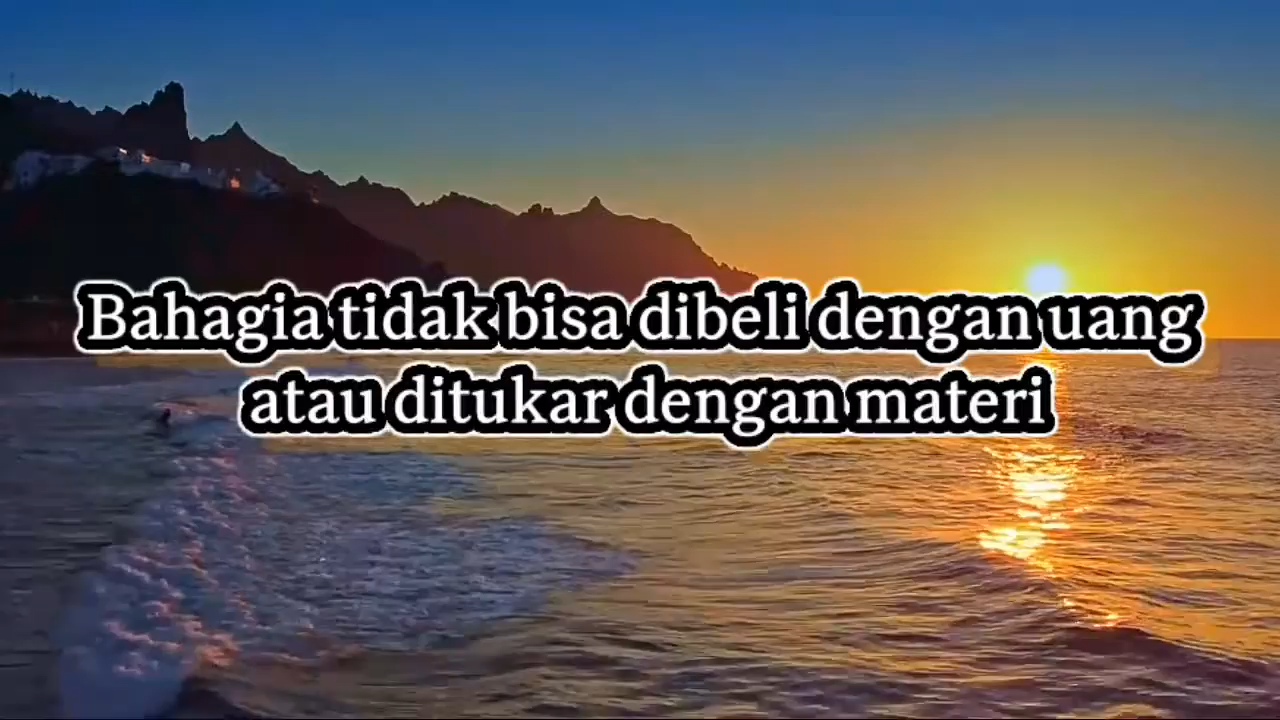 Bahagia tidak bisa dibeli dengan uang
atau ditukar dengan materi